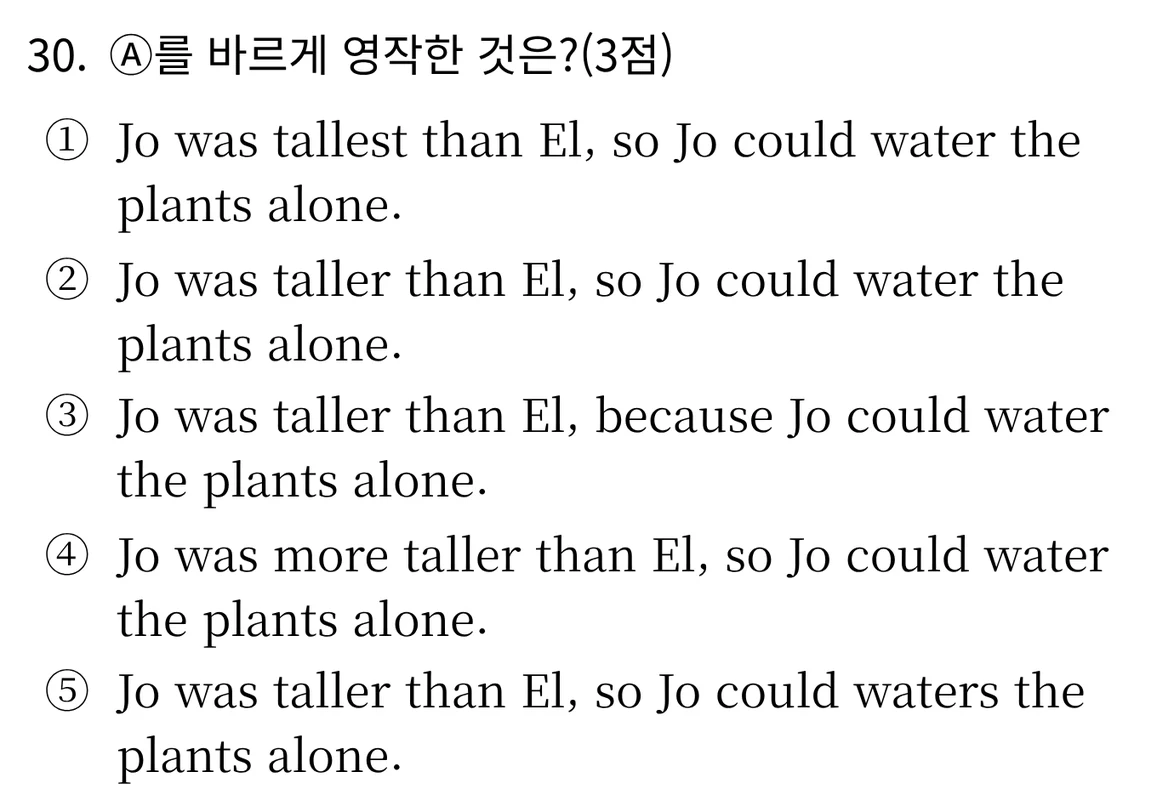 30. Ⓐ를 바르게 영작한 것은?(3점)
① Jo was tallest than El, so Jo could water the
plants alone.
② Jo was taller than El, so Jo could water the
plants alone.
③ Jo was taller than El, because Jo could water
the plants alone.
④ Jo was more taller than El, so Jo could water
the plants alone.
⑤ Jo was taller than El, so Jo could waters the
plants alone.